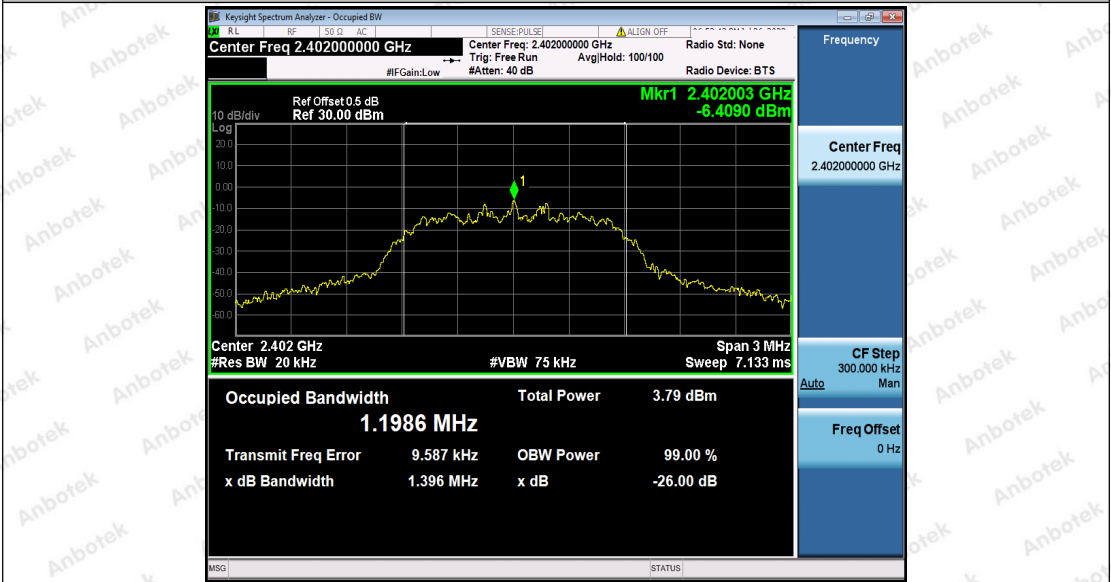 Keysight Spectrum Analyzer - Occupied BW
RL RF 50 Ω AC SENSE:PULSE ALIGN OFF
Center Freq 2.402000000 GHz
Center Freq: 2.402000000 GHz
Radio Std: None
Trig: Free Run Avg|Hold: 100/100
#IFGain:Low #Atten: 40 dB Radio Device: BTS
Frequency
Mkr1 2.402003 GHz
-6.4090 dBm
Ref Offset 0.5 dB
10 dB/div Ref 30.00 dBm
Log
20.0
10.0
0.00
-10.0
-20.0
-30.0
-40.0
-50.0
-60.0
1
Center 2.402 GHz Span 3 MHz
#Res BW 20 kHz #VBW 75 kHz Sweep 7.133 ms
Occupied Bandwidth Total Power 3.79 dBm
1.1986 MHz
Transmit Freq Error 9.587 kHz OBW Power 99.00 %
x dB Bandwidth 1.396 MHz x dB -26.00 dB
Center Freq
2.402000000 GHz
CF Step
300.000 kHz
Auto Man
Freq Offset
0 Hz
MSG STATUS
Anbotek